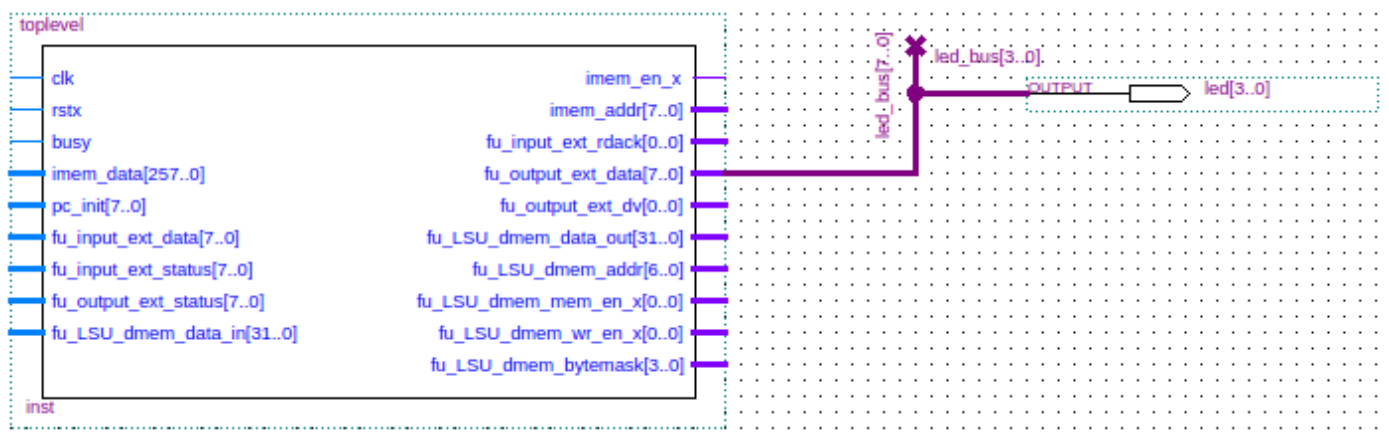 toplevel
clk
rstx
busy
imem_data[257..0]
pc_init[7..0]
fu_input_ext_data[7..0]
fu_input_ext_status[7..0]
fu_output_ext_status[7..0]
fu_LSU_dmem_data_in[31..0]
imem_en_x
imem_addr[7..0]
fu_input_ext_rdack[0..0]
fu_output_ext_data[7..0]
fu_output_ext_dv[0..0]
fu_LSU_dmem_data_out[31..0]
fu_LSU_dmem_addr[6..0]
fu_LSU_dmem_mem_en_x[0..0]
fu_LSU_dmem_wr_en_x[0..0]
fu_LSU_dmem_bytemask[3..0]
inst
led_bus[7..0]
led_bus[3..0]
OUTPUT
led[3..0]